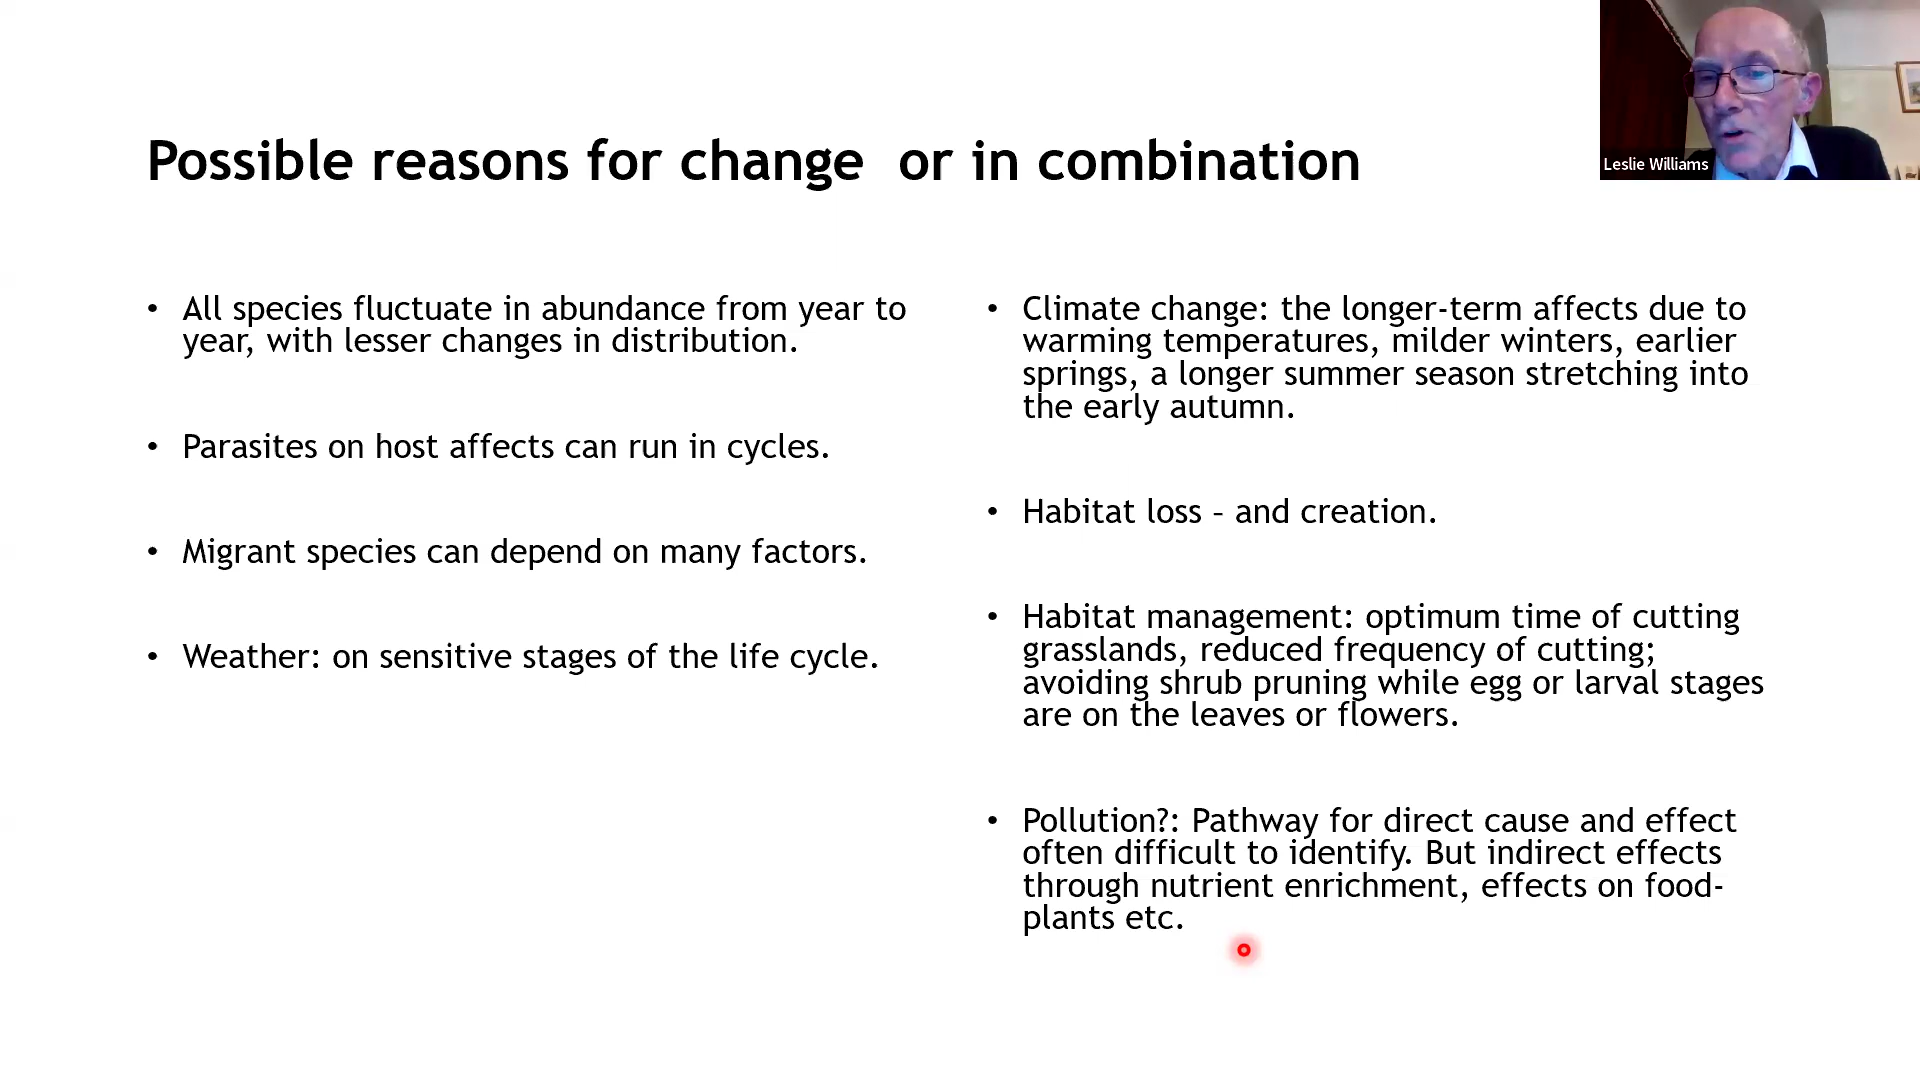 Possible reasons for change  or in combination
Leslie Williams
• All species fluctuate in abundance from year to
year, with lesser changes in distribution.
• Parasites on host affects can run in cycles.
• Migrant species can depend on many factors.
• Weather: on sensitive stages of the life cycle.
• Climate change: the longer-term affects due to
warming temperatures, milder winters, earlier
springs, a longer summer season stretching into
the early autumn.
• Habitat loss – and creation.
• Habitat management: optimum time of cutting
grasslands, reduced frequency of cutting;
avoiding shrub pruning while egg or larval stages
are on the leaves or flowers.
• Pollution?: Pathway for direct cause and effect
often difficult to identify. But indirect effects
through nutrient enrichment, effects on food-
plants etc.